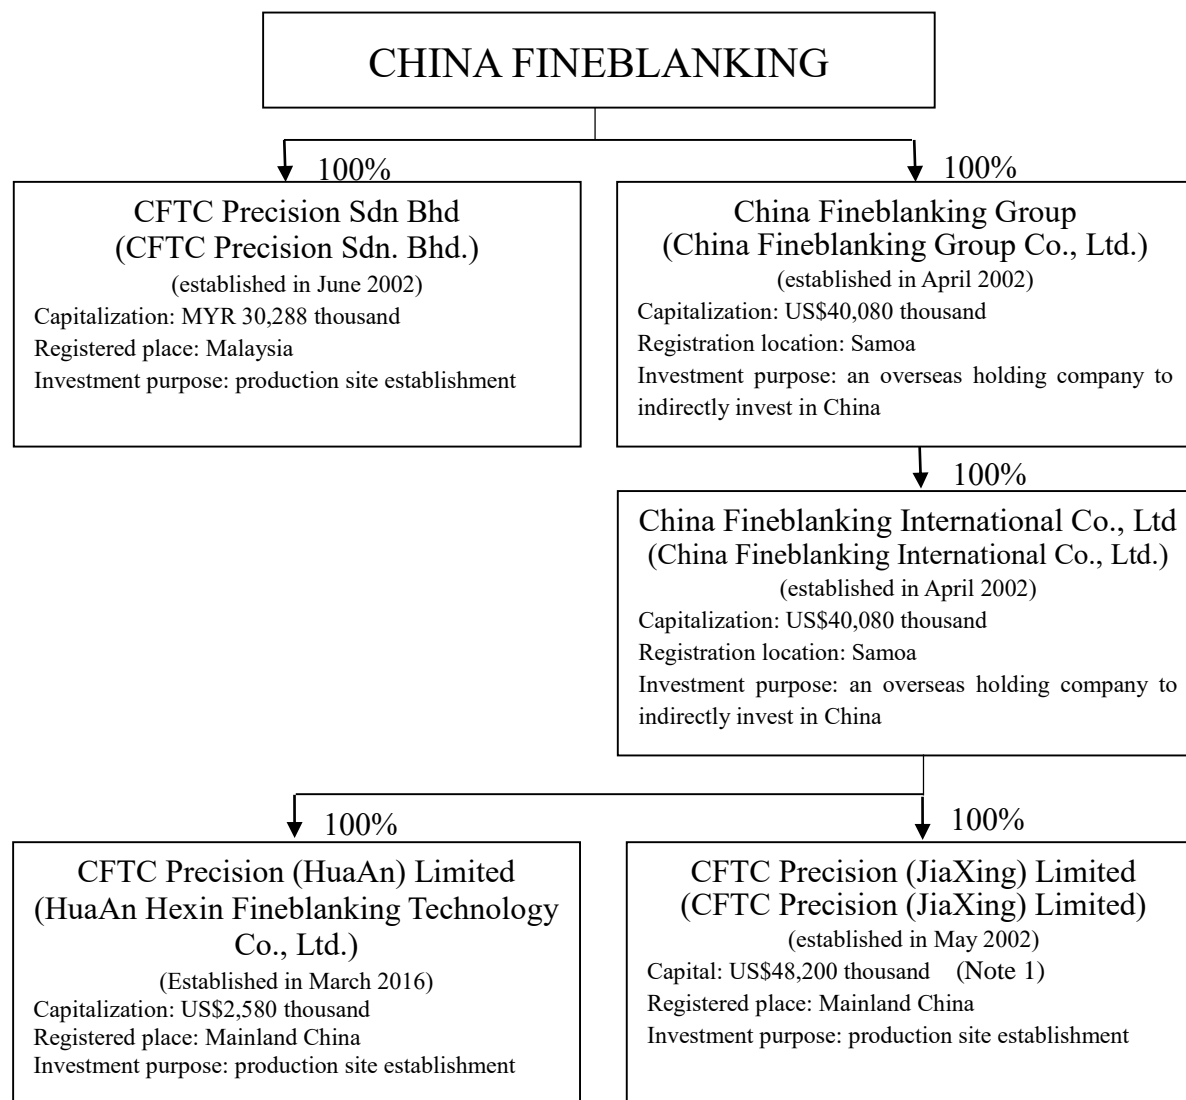 CHINA FINEBLANKING
100%
CFTC Precision Sdn Bhd
(CFTC Precision Sdn. Bhd.)
(established in June 2002)
Capitalization: MYR 30,288 thousand
Registered place: Malaysia
Investment purpose: production site establishment
100%
China Fineblanking Group
(China Fineblanking Group Co., Ltd.)
(established in April 2002)
Capitalization: US$40,080 thousand
Registration location: Samoa
Investment purpose: an overseas holding company to
indirectly invest in China
100%
China Fineblanking International Co., Ltd
(China Fineblanking International Co., Ltd.)
(established in April 2002)
Capitalization: US$40,080 thousand
Registration location: Samoa
Investment purpose: an overseas holding company to
indirectly invest in China
100%
CFTC Precision (HuaAn) Limited
(HuaAn Hexin Fineblanking Technology
Co., Ltd.)
(Established in March 2016)
Capitalization: US$2,580 thousand
Registered place: Mainland China
Investment purpose: production site establishment
100%
CFTC Precision (JiaXing) Limited
(CFTC Precision (JiaXing) Limited)
(established in May 2002)
Capital: US$48,200 thousand (Note 1)
Registered place: Mainland China
Investment purpose: production site establishment